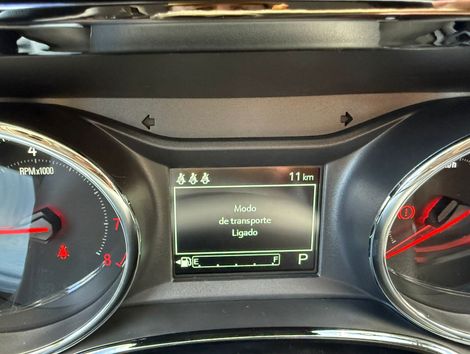 4
RPMx1000
7
8
11 km
Modo
de transporte
Ligado
E
F
P